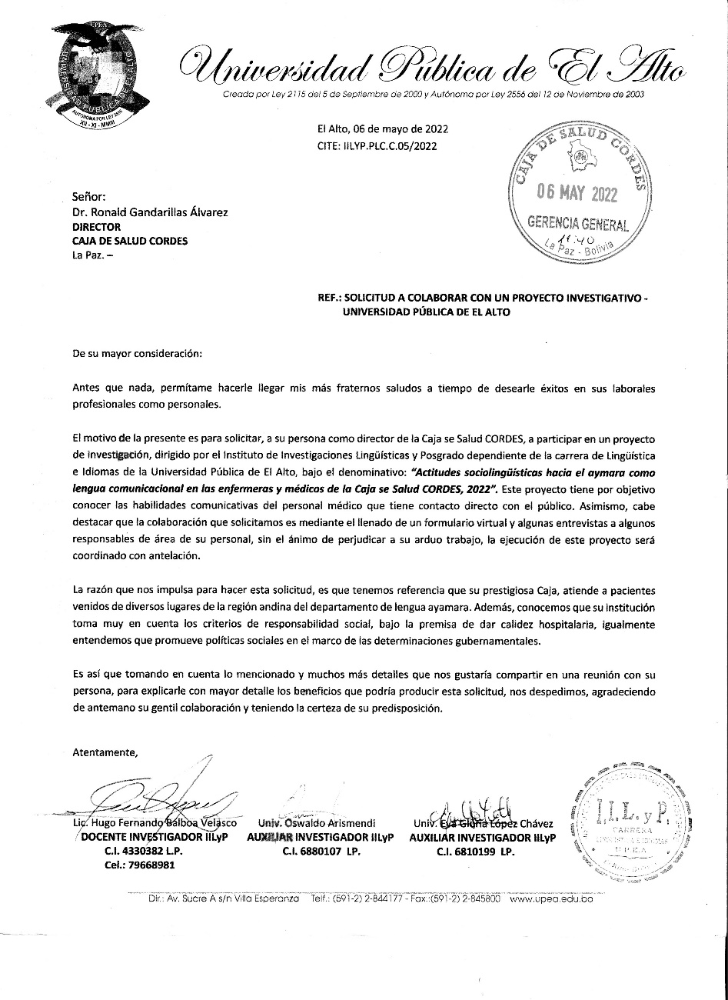 UPEA
UNIVERSIDAD PÚBLICA DE EL ALTO
AUTÓNOMA POR LEY 2556
XII - XI - MMIII
Universidad Pública de El Alto
Creada por Ley 2115 del 5 de Septiembre de 2000 y Autónoma por Ley 2556 del 12 de Noviembre de 2003
El Alto, 06 de mayo de 2022
CITE: IILYP.PLC.C.05/2022
CAJA DE SALUD CORDES
06 MAY 2022
GERENCIA GENERAL
11:40
La Paz - Bolivia
Señor:
Dr. Ronald Gandarillas Álvarez
DIRECTOR
CAJA DE SALUD CORDES
La Paz. –
REF.: SOLICITUD A COLABORAR CON UN PROYECTO INVESTIGATIVO -
UNIVERSIDAD PÚBLICA DE EL ALTO
De su mayor consideración:
Antes que nada, permítame hacerle llegar mis más fraternos saludos a tiempo de desearle éxitos en sus laborales
profesionales como personales.
El motivo de la presente es para solicitar, a su persona como director de la Caja se Salud CORDES, a participar en un proyecto
de investigación, dirigido por el Instituto de Investigaciones Lingüísticas y Posgrado dependiente de la carrera de Lingüística
e Idiomas de la Universidad Pública de El Alto, bajo el denominativo: "Actitudes sociolingüísticas hacia el aymara como
lengua comunicacional en las enfermeras y médicos de la Caja se Salud CORDES, 2022". Este proyecto tiene por objetivo
conocer las habilidades comunicativas del personal médico que tiene contacto directo con el público. Asimismo, cabe
destacar que la colaboración que solicitamos es mediante el llenado de un formulario virtual y algunas entrevistas a algunos
responsables de área de su personal, sin el ánimo de perjudicar a su arduo trabajo, la ejecución de este proyecto será
coordinado con antelación.
La razón que nos impulsa para hacer esta solicitud, es que tenemos referencia que su prestigiosa Caja, atiende a pacientes
venidos de diversos lugares de la región andina del departamento de lengua ayamara. Además, conocemos que su institución
toma muy en cuenta los criterios de responsabilidad social, bajo la premisa de dar calidez hospitalaria, igualmente
entendemos que promueve políticas sociales en el marco de las determinaciones gubernamentales.
Es así que tomando en cuenta lo mencionado y muchos más detalles que nos gustaría compartir en una reunión con su
persona, para explicarle con mayor detalle los beneficios que podría producir esta solicitud, nos despedimos, agradeciendo
de antemano su gentil colaboración y teniendo la certeza de su predisposición.
Atentamente,
Lic. Hugo Fernando Balboa Velasco
DOCENTE INVESTIGADOR IILyP
C.I. 4330382 L.P.
Cel.: 79668981
Univ. Oswaldo Arismendi
AUXILIAR INVESTIGADOR IILyP
C.I. 6880107 LP.
Univ. Eva Gloria López Chávez
AUXILIAR INVESTIGADOR IILyP
C.I. 6810199 LP.
I.I.L. y P.
CARRERA
LINGÜÍSTICA E IDIOMAS
U.P.E.A.
Dir.: Av. Sucre A s/n Villa Esperanza Telf.: (591-2) 2-844177 - Fax.:(591-2) 2-845800 www.upea.edu.bo